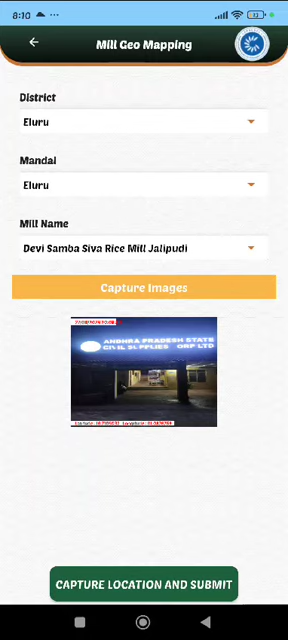 8:10
Mill Geo Mapping
District
Eluru
Mandal
Eluru
Mill Name
Devi Samba Siva Rice Mill Jalipudi
Capture Images
ANDHRA PRADESH STATE
CIVIL SUPPLIES CORP LTD
CAPTURE LOCATION AND SUBMIT